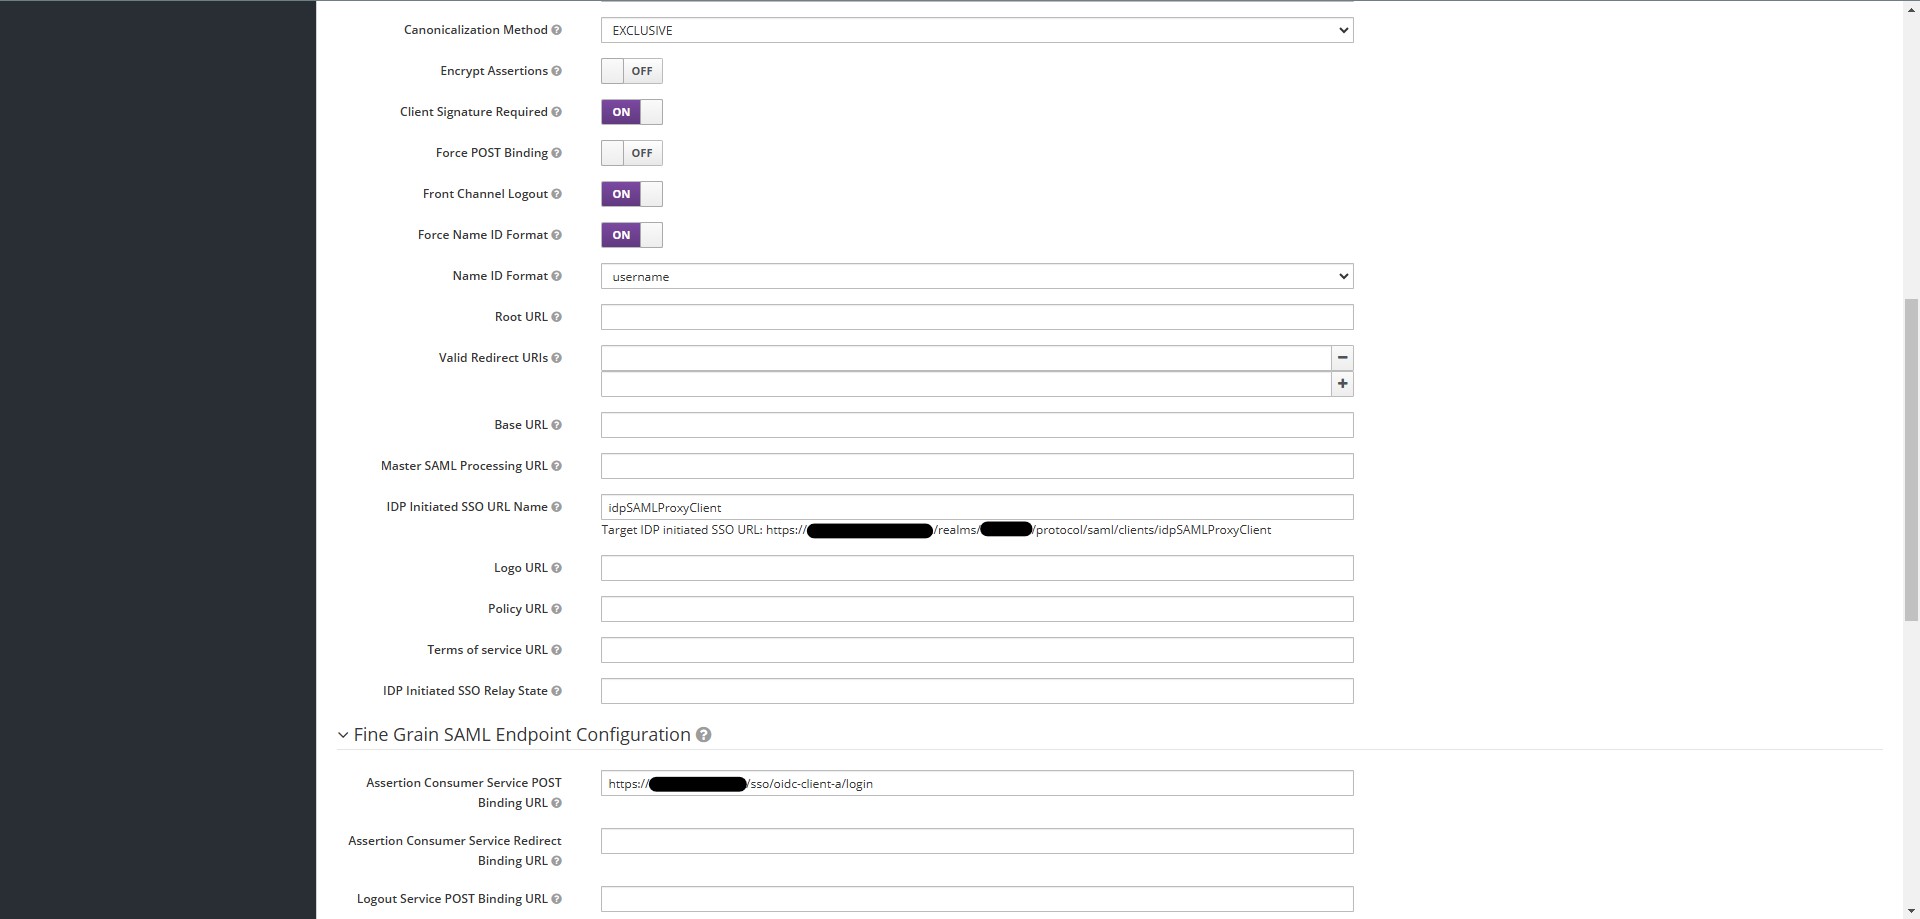 Canonicalization Method
EXCLUSIVE
Encrypt Assertions
OFF
Client Signature Required
ON
Force POST Binding
OFF
Front Channel Logout
ON
Force Name ID Format
ON
Name ID Format
username
Root URL
Valid Redirect URIs
Base URL
Master SAML Processing URL
IDP Initiated SSO URL Name
idpSAMLProxyClient
Target IDP initiated SSO URL: https:// /realms/ /protocol/saml/clients/idpSAMLProxyClient
Logo URL
Policy URL
Terms of service URL
IDP Initiated SSO Relay State
Fine Grain SAML Endpoint Configuration
Assertion Consumer Service POST
Binding URL
https:// /sso/oidc-client-a/login
Assertion Consumer Service Redirect
Binding URL
Logout Service POST Binding URL